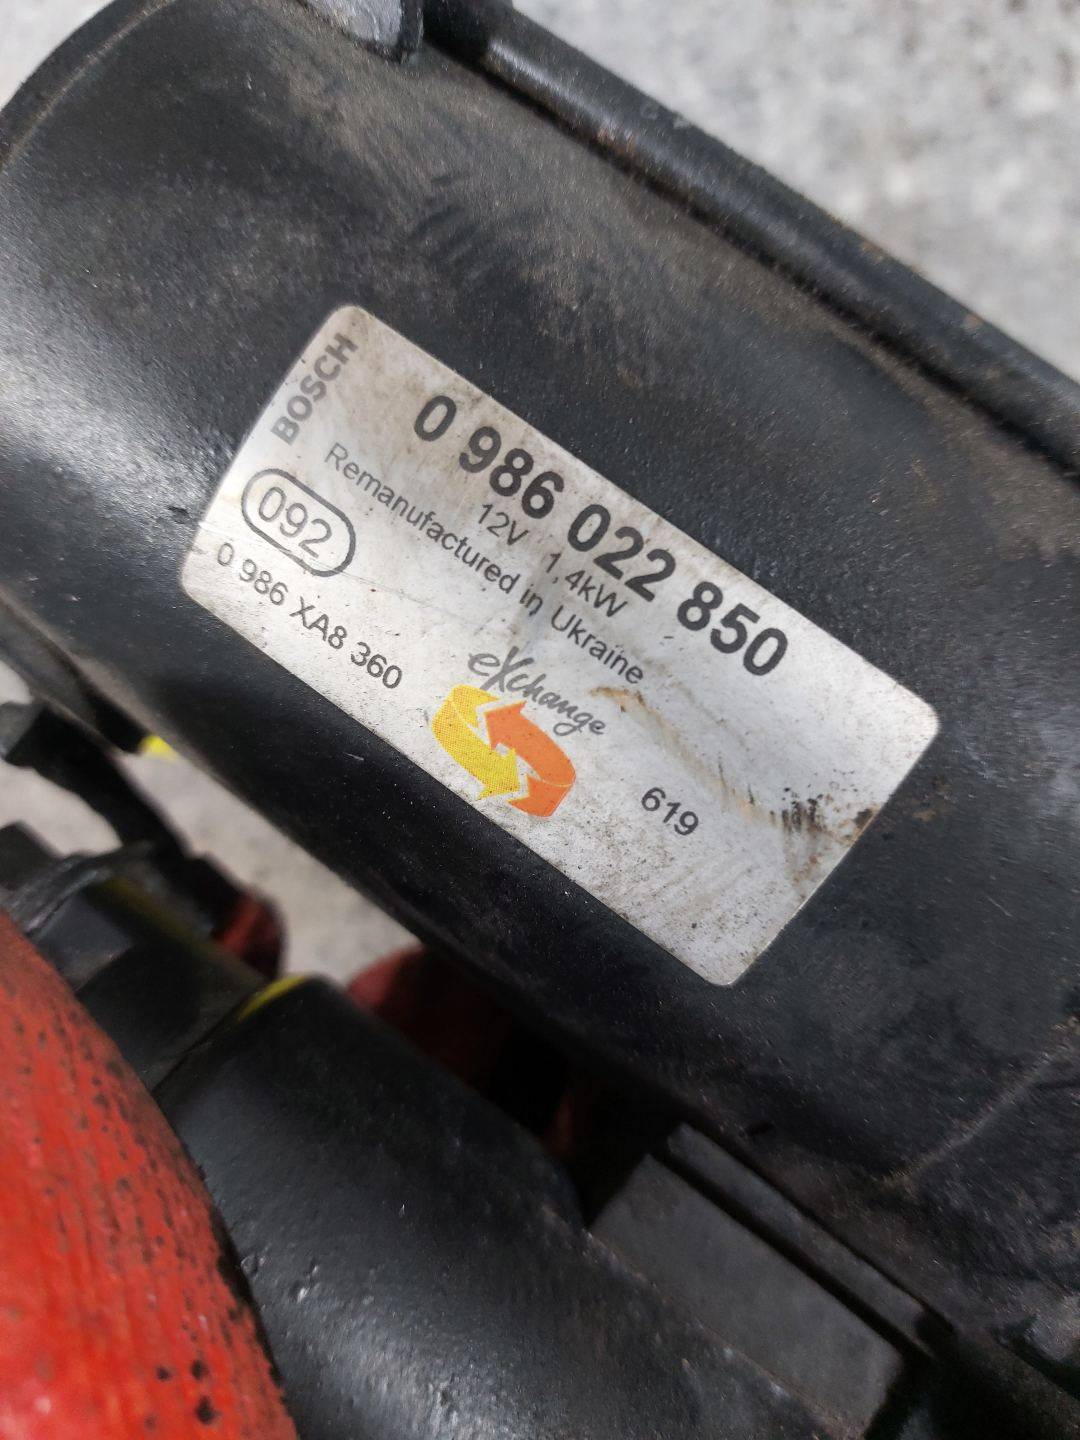 BOSCH
0 986 022 850
12V 1,4kW
Remanufactured in Ukraine
092
0 986 XA8 360
eXchange
619